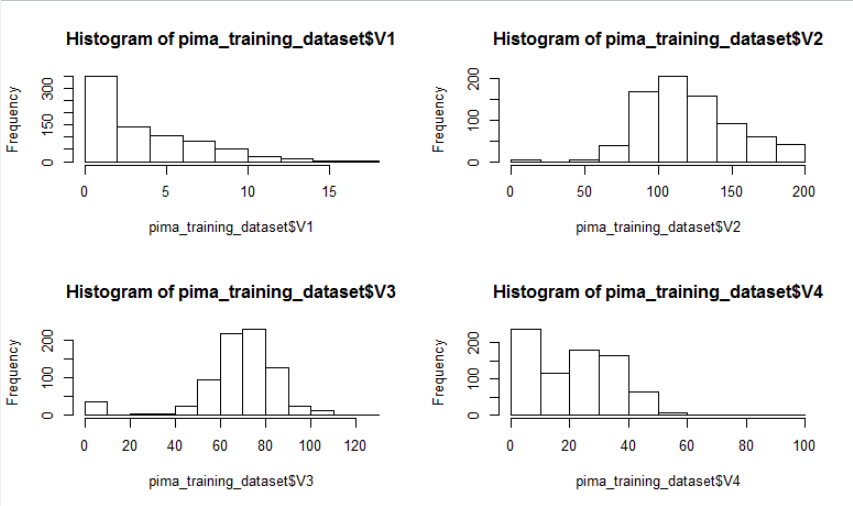 Histogram of pima_training_dataset$V1
Frequency
0 150 300
0 5 10 15
pima_training_dataset$V1
Histogram of pima_training_dataset$V2
Frequency
0 100 200
0 50 100 150 200
pima_training_dataset$V2
Histogram of pima_training_dataset$V3
Frequency
0 100 200
0 20 40 60 80 100 120
pima_training_dataset$V3
Histogram of pima_training_dataset$V4
Frequency
0 100 200
0 20 40 60 80 100
pima_training_dataset$V4